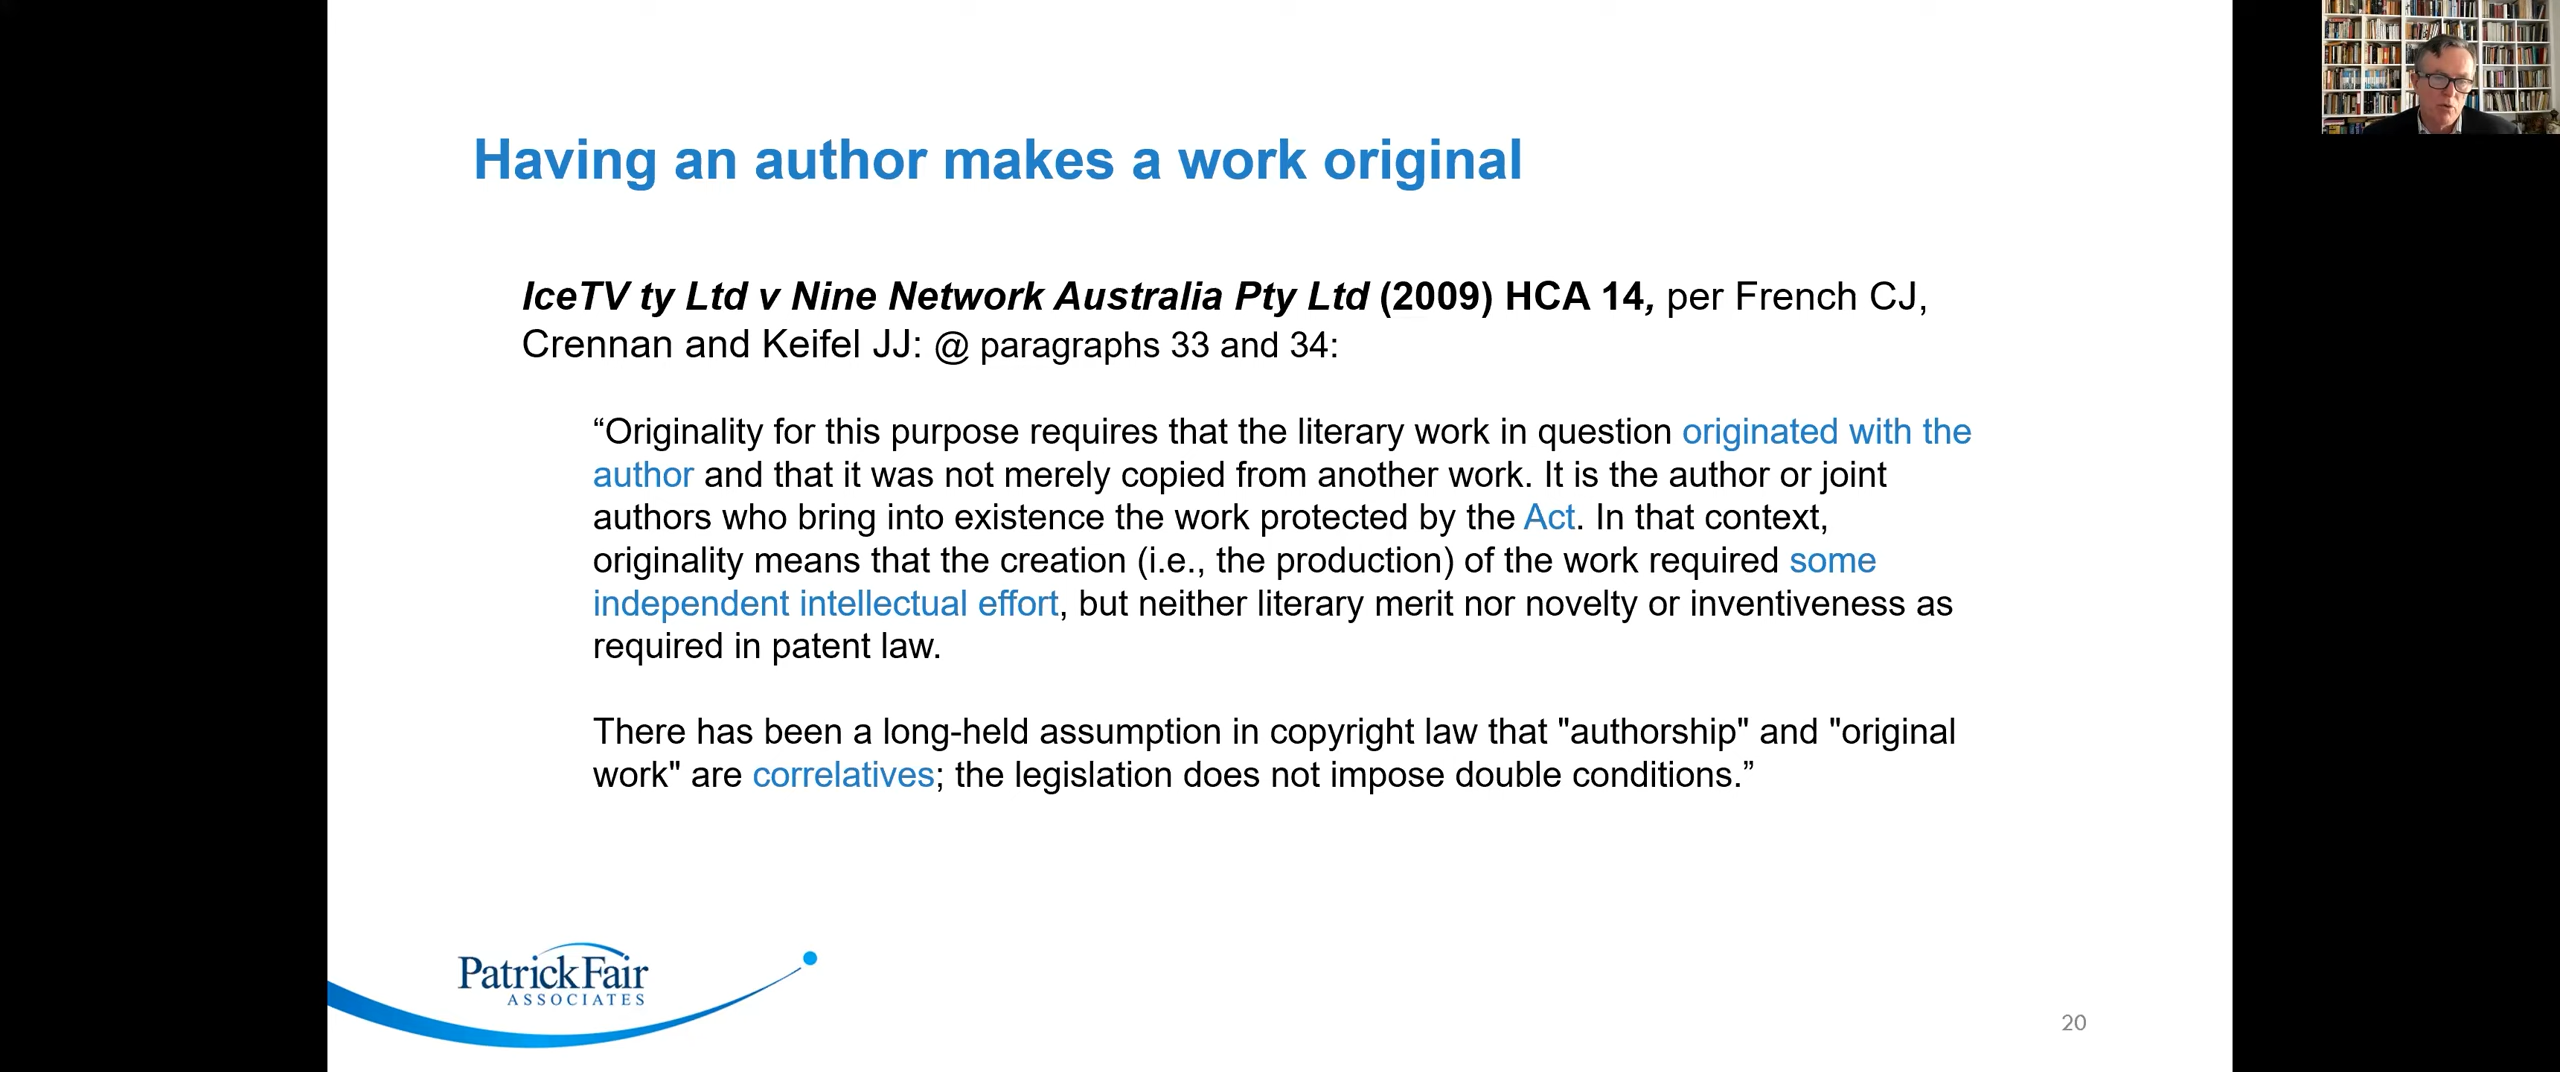 Having an author makes a work original
IceTV ty Ltd v Nine Network Australia Pty Ltd (2009) HCA 14, per French CJ,
Crennan and Keifel JJ: @ paragraphs 33 and 34:
“Originality for this purpose requires that the literary work in question originated with the
author and that it was not merely copied from another work. It is the author or joint
authors who bring into existence the work protected by the Act. In that context,
originality means that the creation (i.e., the production) of the work required some
independent intellectual effort, but neither literary merit nor novelty or inventiveness as
required in patent law.
There has been a long-held assumption in copyright law that "authorship" and "original
work" are correlatives; the legislation does not impose double conditions.”
PatrickFair
ASSOCIATES
20